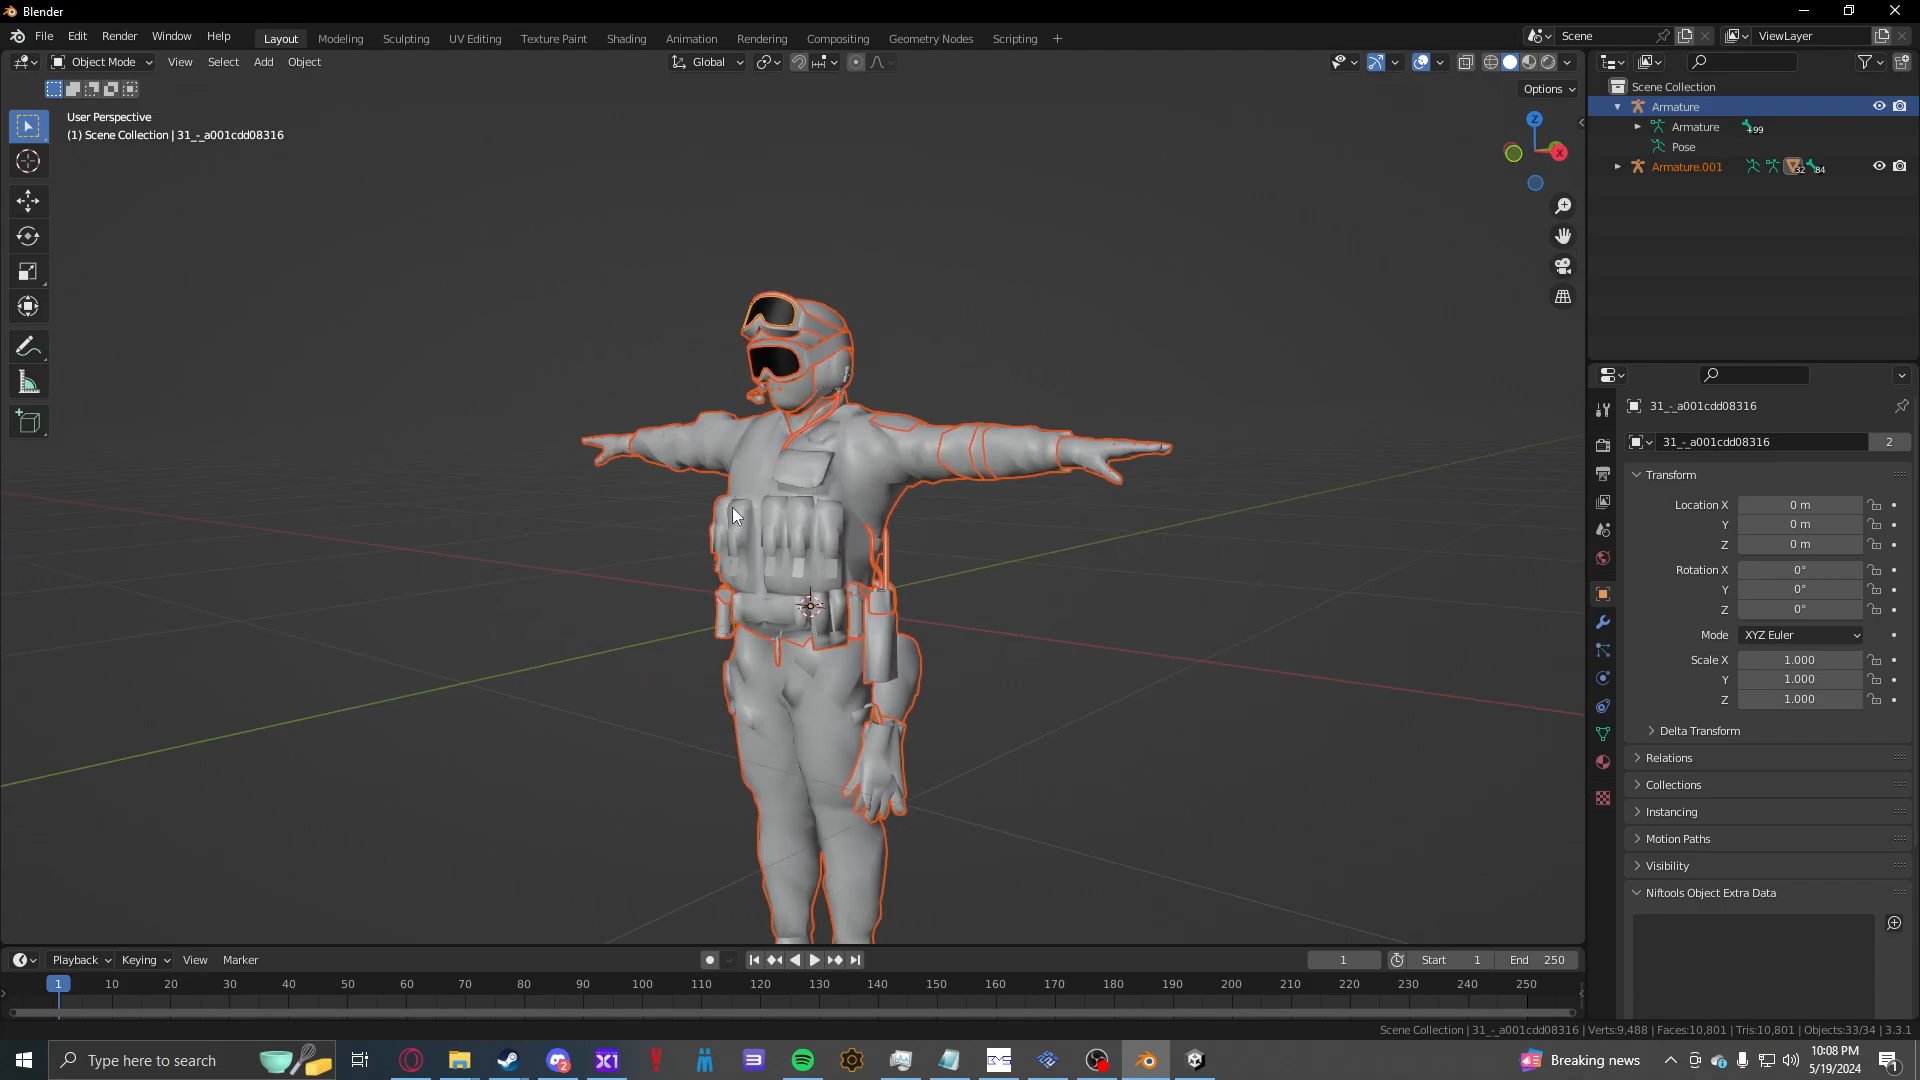 Blender
File Edit Render Window Help
Layout Modeling Sculpting UV Editing Texture Paint Shading Animation Rendering Compositing Geometry Nodes Scripting +
Scene
ViewLayer
Object Mode View Select Add Object
Global
Options
User Perspective
(1) Scene Collection | 31_-_a001cdd08316
Z
X
Scene Collection
Armature
Armature +99
Pose
Armature.001 32 84
31_-_a001cdd08316
31_-_a001cdd08316 2
Transform
Location X 0 m
Y 0 m
Z 0 m
Rotation X 0°
Y 0°
Z 0°
Mode XYZ Euler
Scale X 1.000
Y 1.000
Z 1.000
Delta Transform
Relations
Collections
Instancing
Motion Paths
Visibility
Niftools Object Extra Data
Playback Keying View Marker
1 Start 1 End 250
1 10 20 30 40 50 60 70 80 90 100 110 120 130 140 150 160 170 180 190 200 210 220 230 240 250
Scene Collection | 31_-_a001cdd08316 | Verts:9,488 | Faces:10,801 | Tris:10,801 | Objects:33/34 | 3.3.1
Type here to search
Breaking news
10:08 PM
5/19/2024